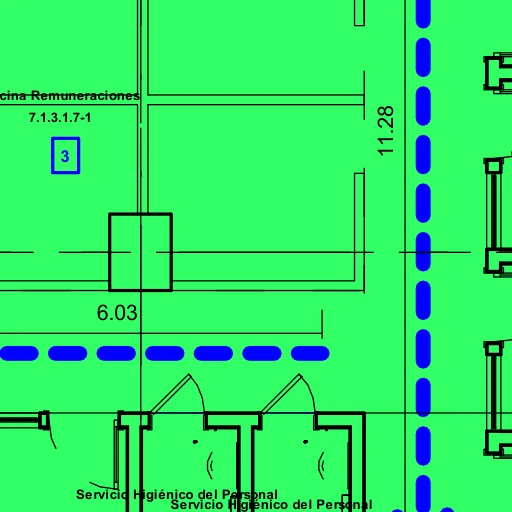 cina Remuneraciones
7.1.3.1.7-1
3
11.28
6.03
Servicio Higiénico del Personal
Servicio Higiénico del Personal